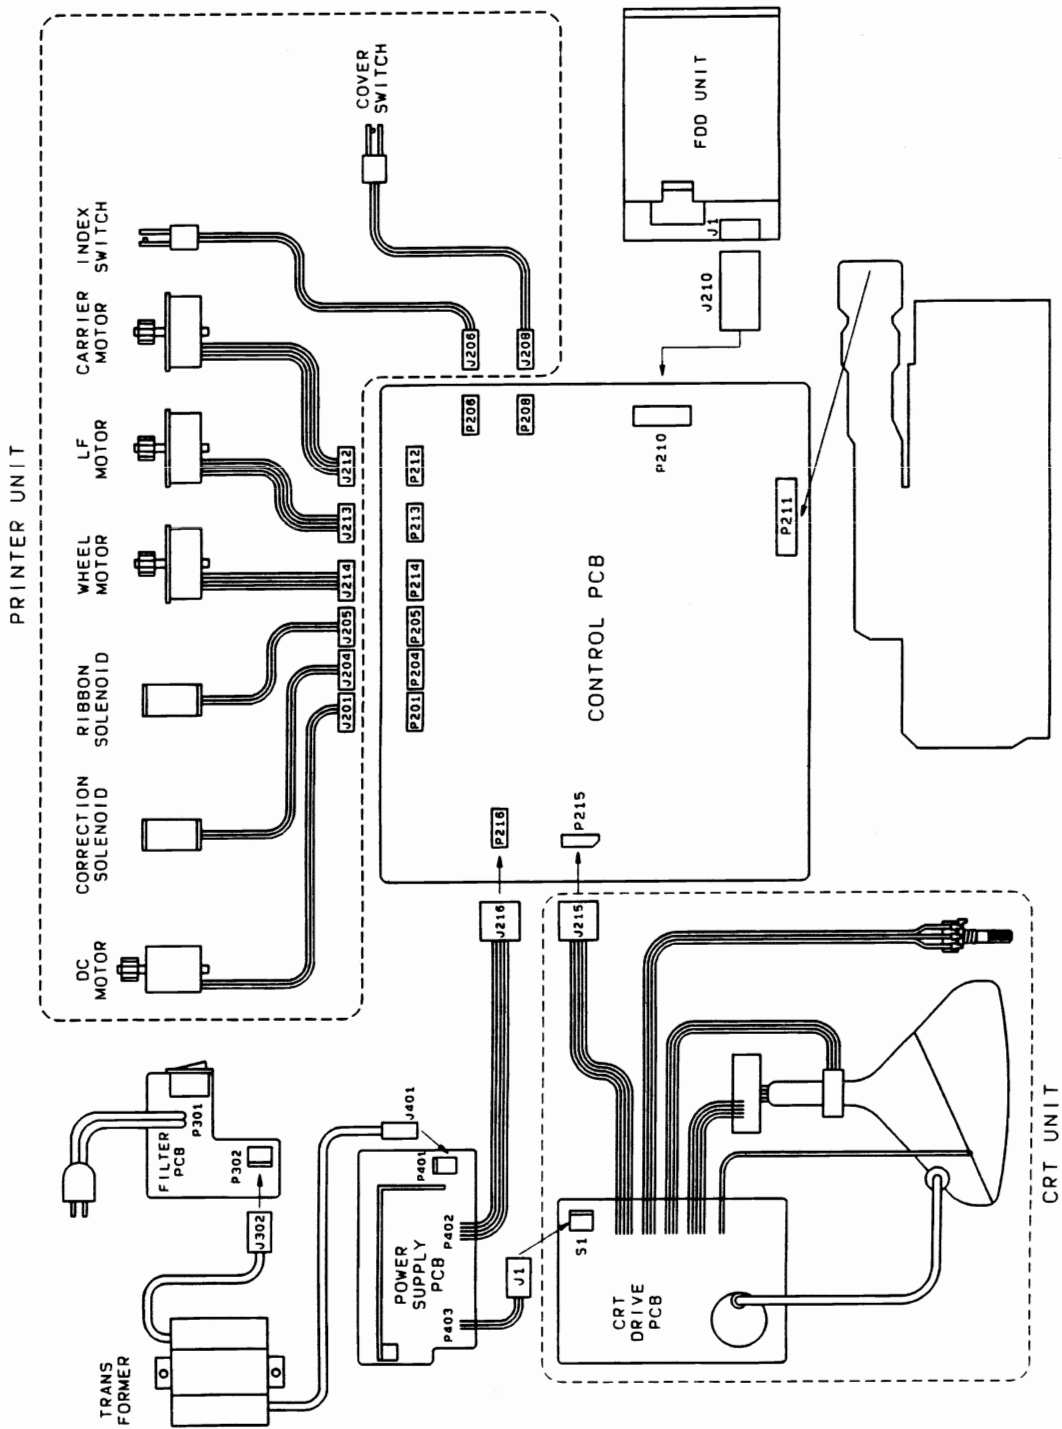 PRINTER UNIT
DC
MOTOR
CORRECTION
SOLENOID
RIBBON
SOLENOID
WHEEL
MOTOR
LF
MOTOR
CARRIER
MOTOR
INDEX
SWITCH
COVER
SWITCH
J201
J204
J205
J214
J213
J212
J206
J208
P201
P204
P205
P214
P213
P212
P206
P208
P216
P215
CONTROL PCB
P210
P211
J210
J1
FDD UNIT
FILTER
PCB
P301
P302
J302
TRANS
FORMER
J401
P401
POWER
SUPPLY
PCB
P402
P403
J1
J216
J215
S1
CRT
DRIVE
PCB
CRT UNIT